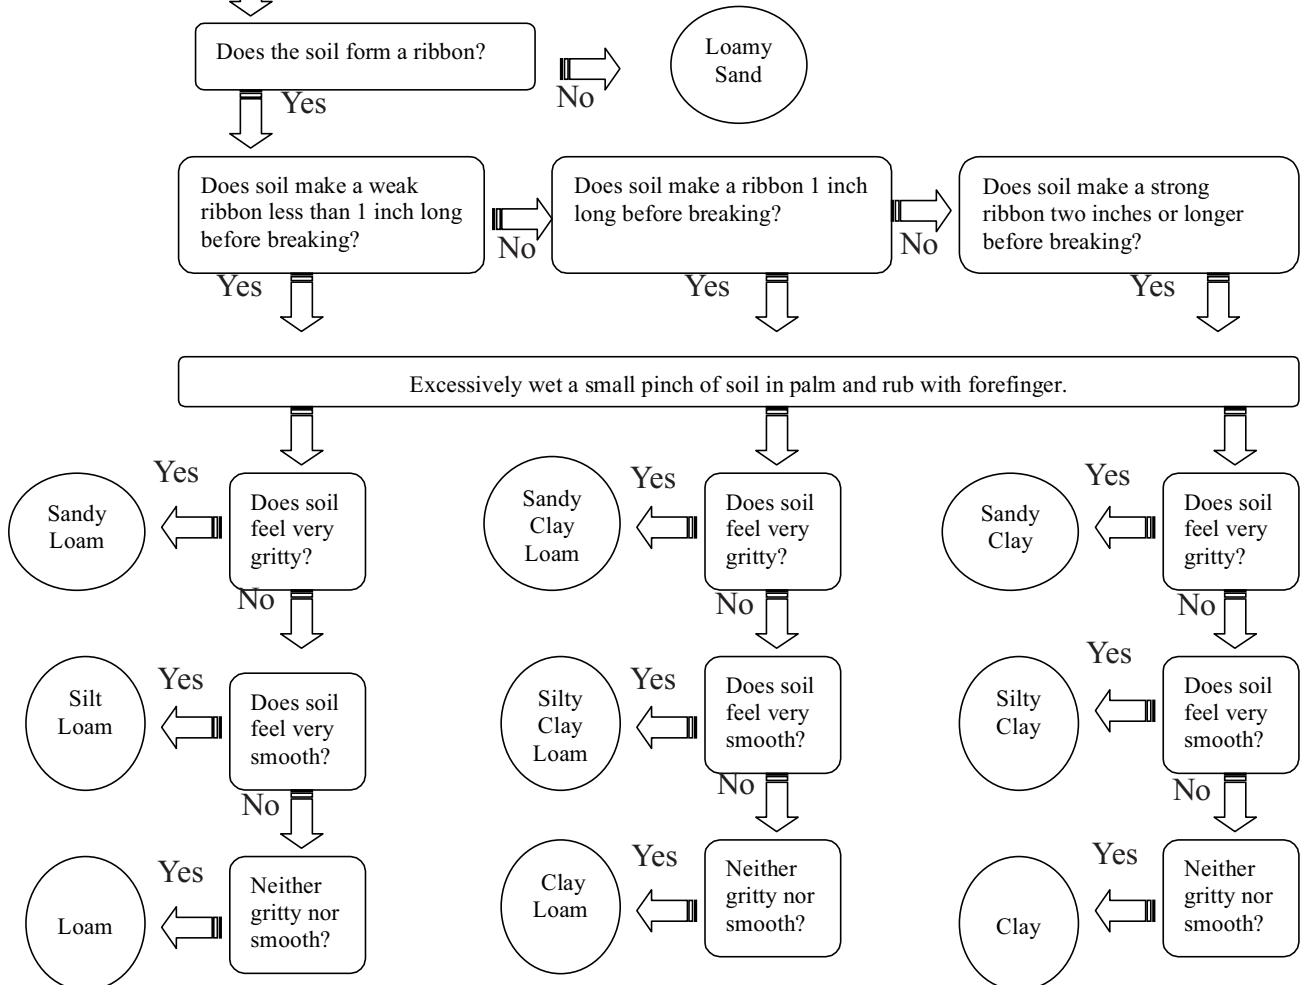 Does the soil form a ribbon?
No
Loamy
Sand
Yes
Does soil make a weak
ribbon less than 1 inch long
before breaking?
No
Does soil make a ribbon 1 inch
long before breaking?
No
Does soil make a strong
ribbon two inches or longer
before breaking?
Yes
Yes
Yes
Excessively wet a small pinch of soil in palm and rub with forefinger.
Sandy
Loam
Yes
Does soil
feel very
gritty?
No
Sandy
Clay
Loam
Yes
Does soil
feel very
gritty?
No
Sandy
Clay
Yes
Does soil
feel very
gritty?
No
Silt
Loam
Yes
Does soil
feel very
smooth?
No
Silty
Clay
Loam
Yes
Does soil
feel very
smooth?
No
Silty
Clay
Yes
Does soil
feel very
smooth?
No
Loam
Yes
Neither
gritty nor
smooth?
Clay
Loam
Yes
Neither
gritty nor
smooth?
Clay
Yes
Neither
gritty nor
smooth?